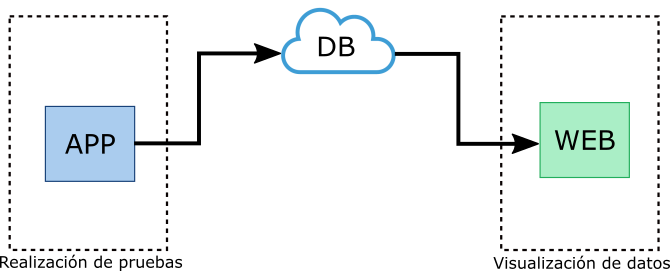 DB
APP
WEB
Realización de pruebas
Visualización de datos